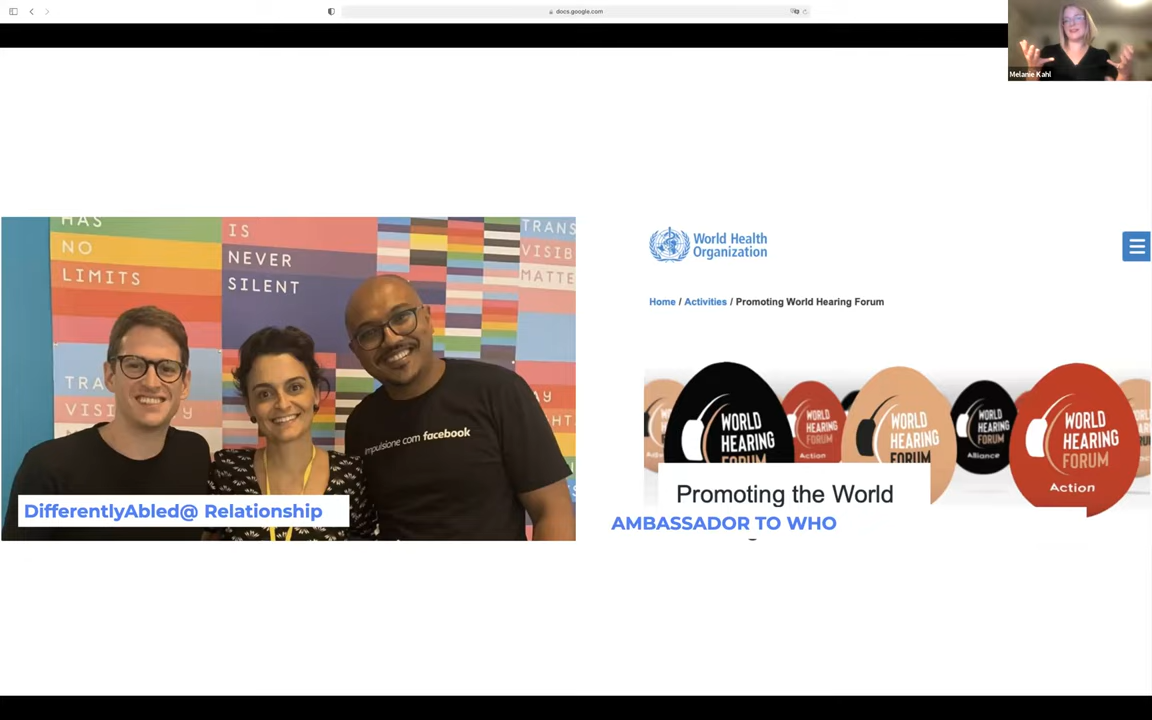 docs.google.com
Melanie Kahl
HAS
NO
LIMITS
IS
NEVER
SILENT
TRANS
VISIB
MATTE
impulsione com facebook
DifferentlyAbled@ Relationship
World Health
Organization
Home / Activities / Promoting World Hearing Forum
WORLD
HEARING
FORUM
WORLD
HEARING
FORUM
Action
WORLD
HEARING
FORUM
WORLD
HEARING
FORUM
Alliance
WORLD
HEARING
FORUM
Action
Promoting the World
AMBASSADOR TO WHO